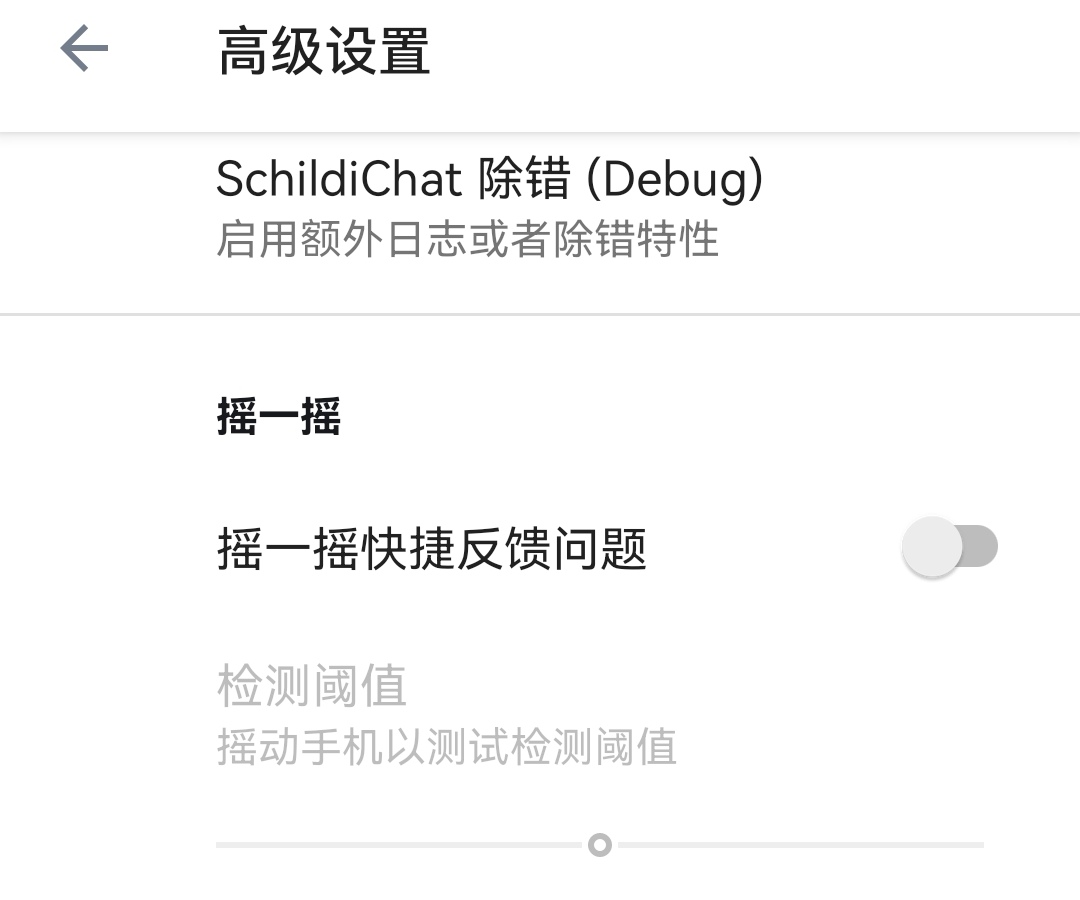 高级设置
SchildiChat 除错 (Debug)
启用额外日志或者除错特性
摇一摇
摇一摇快捷反馈问题
检测阈值
摇动手机以测试检测阈值